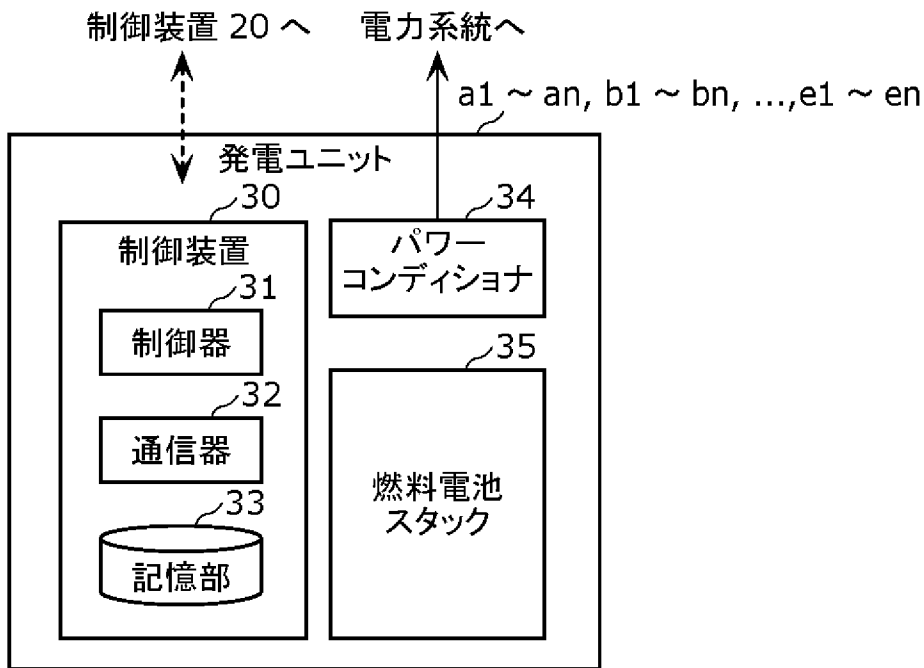 制御装置 20 へ
電力系統へ
a1 ～ an, b1 ～ bn, ...,e1 ～ en
発電ユニット
30
制御装置
31
制御器
32
通信器
33
記憶部
34
パワー
コンディショナ
35
燃料電池
スタック